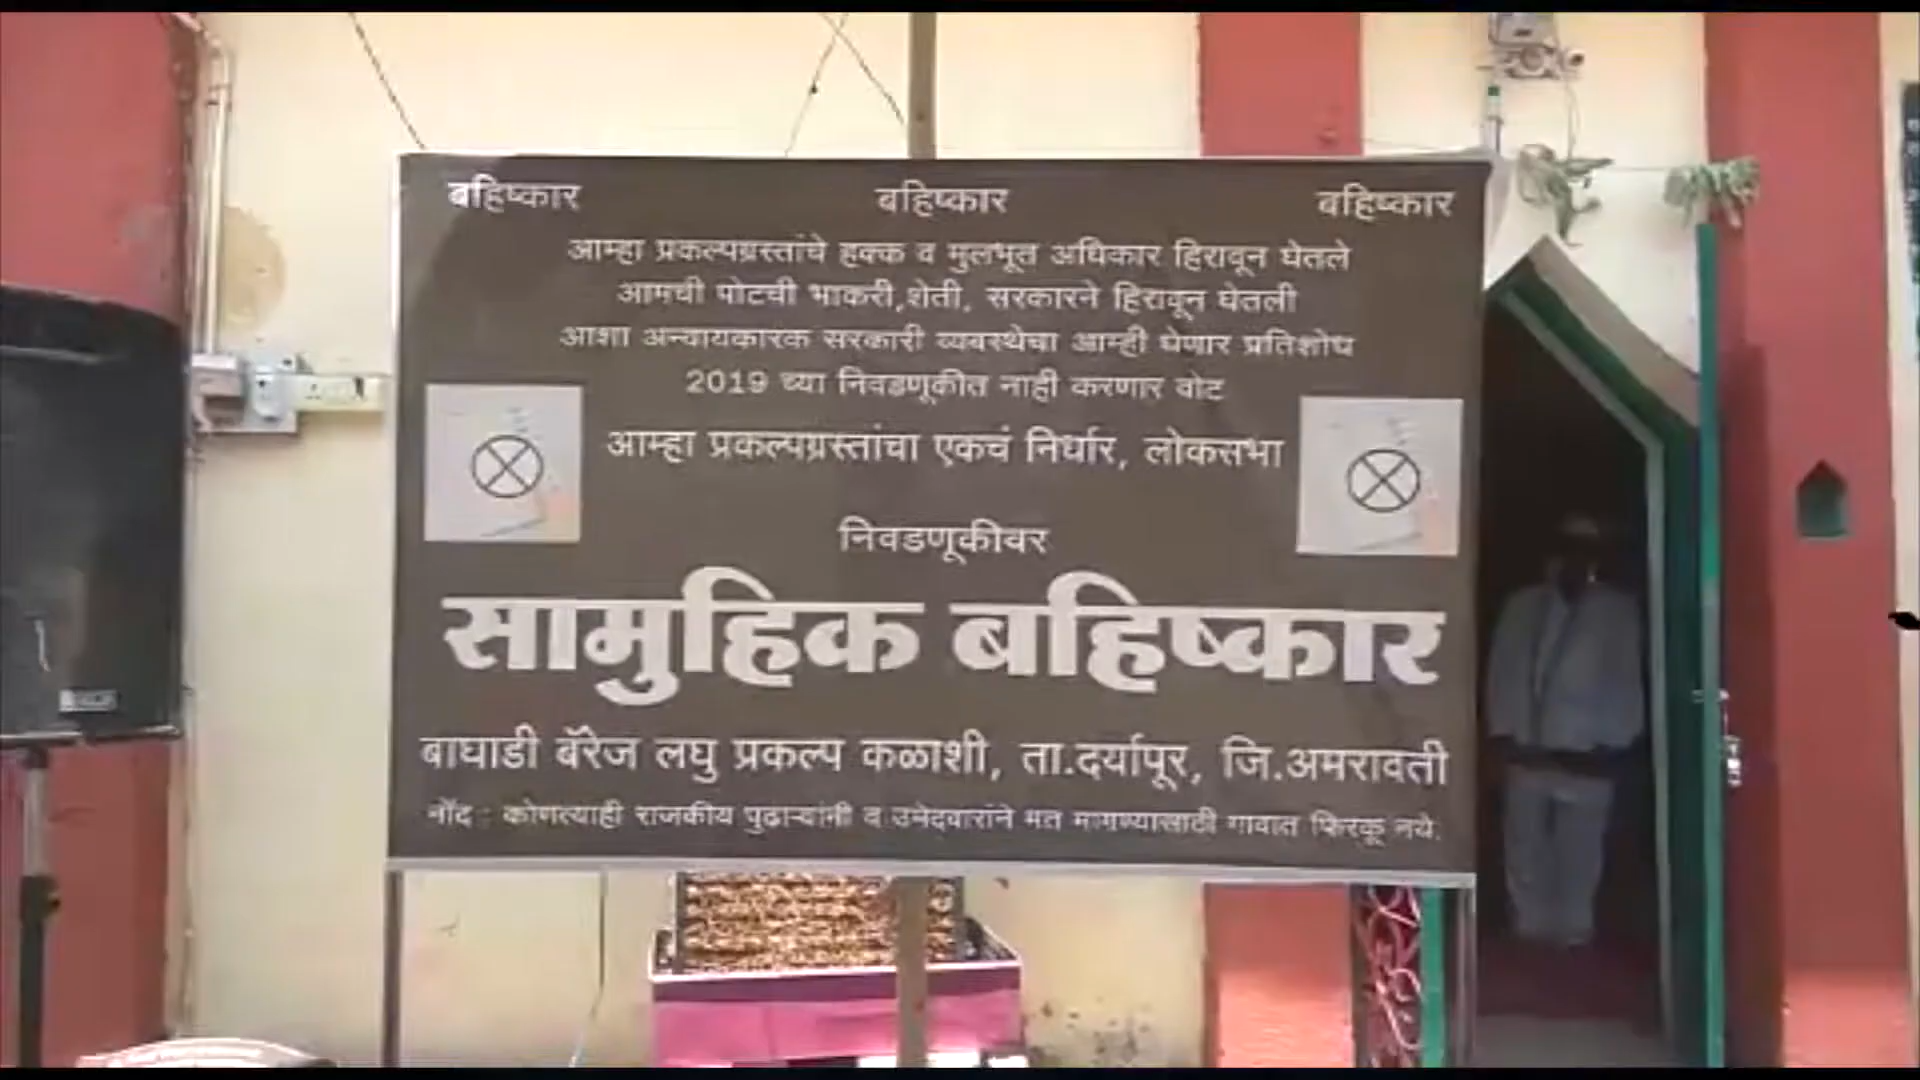 बहिष्कार बहिष्कार बहिष्कार
आम्हा प्रकल्पग्रस्तांचे हक्क व मुलभूत अधिकार हिरावून घेतले
आमची पोटची भाकरी,शेती, सरकारने हिरावून घेतली
आशा अन्यायकारक सरकारी व्यवस्थेचा आम्ही घेणार प्रतिशोध
2019 च्या निवडणूकीत नाही करणार वोट
आम्हा प्रकल्पग्रस्तांचा एकचं निर्धार, लोकसभा
निवडणूकीवर
सामुहिक बहिष्कार
बाघाडी बॅरेज लघु प्रकल्प कळाशी, ता.दर्यापूर, जि.अमरावती
नोंद : कोणत्याही राजकीय पुढाऱ्यांनी व उमेदवारांने मत मागण्यासाठी गावात फिरकू नये.